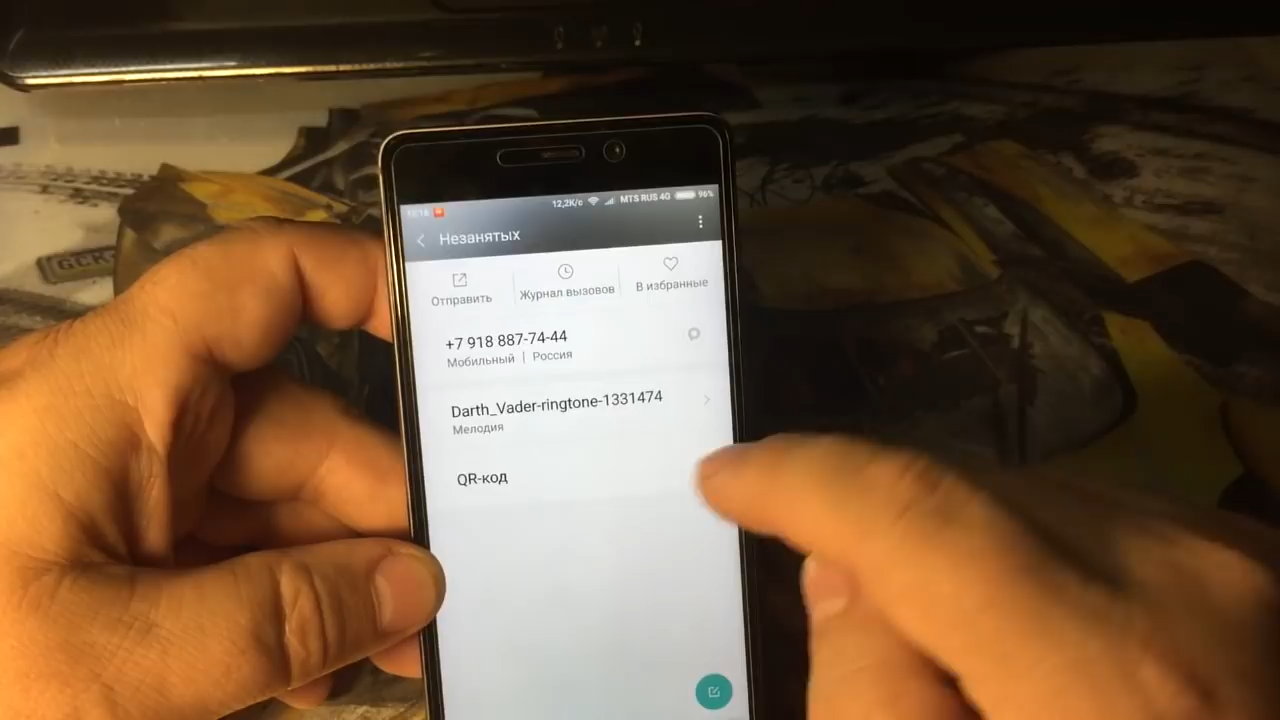 12,2K/c MTS RUS 4G 96%
Незанятых
Отправить
Журнал вызовов
В избранные
+7 918 887-74-44
Мобильный | Россия
Darth_Vader-ringtone-1331474
Мелодия
QR-код